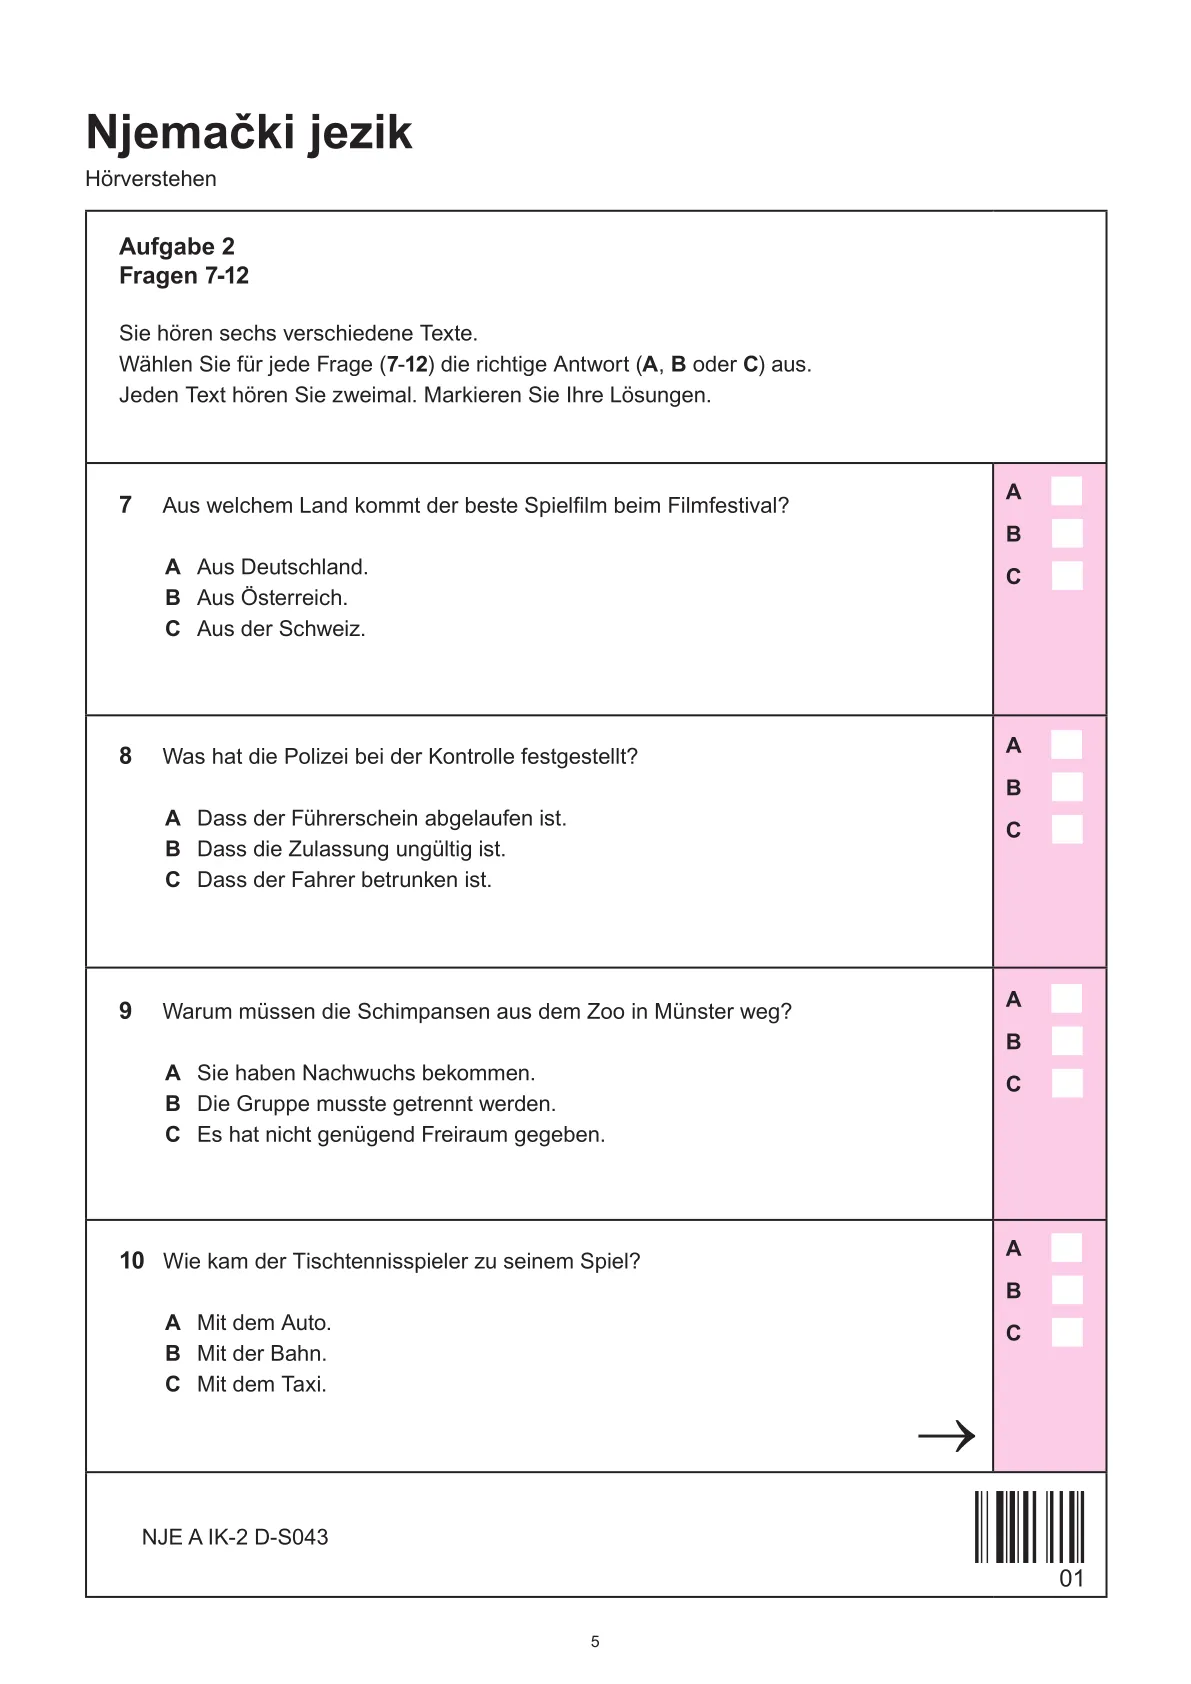 Njemački jezik
Hörverstehen
Aufgabe 2
Fragen 7-12
Sie hören sechs verschiedene Texte.
Wählen Sie für jede Frage (7-12) die richtige Antwort (A, B oder C) aus.
Jeden Text hören Sie zweimal. Markieren Sie Ihre Lösungen.
7 Aus welchem Land kommt der beste Spielfilm beim Filmfestival?
A Aus Deutschland.
B Aus Österreich.
C Aus der Schweiz.
A
B
C
8 Was hat die Polizei bei der Kontrolle festgestellt?
A Dass der Führerschein abgelaufen ist.
B Dass die Zulassung ungültig ist.
C Dass der Fahrer betrunken ist.
A
B
C
9 Warum müssen die Schimpansen aus dem Zoo in Münster weg?
A Sie haben Nachwuchs bekommen.
B Die Gruppe musste getrennt werden.
C Es hat nicht genügend Freiraum gegeben.
A
B
C
10 Wie kam der Tischtennisspieler zu seinem Spiel?
A Mit dem Auto.
B Mit der Bahn.
C Mit dem Taxi.
A
B
C
NJE A IK-2 D-S043
01
5